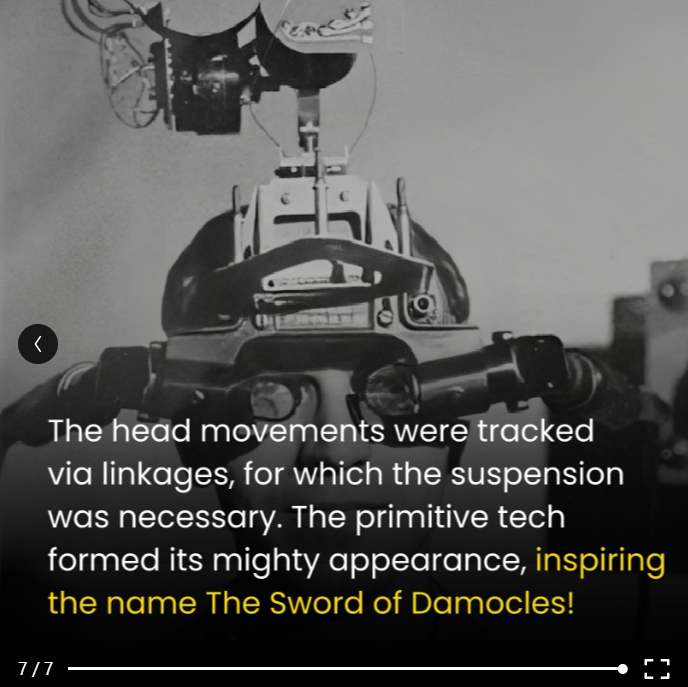 The head movements were tracked
via linkages, for which the suspension
was necessary. The primitive tech
formed its mighty appearance, inspiring
the name The Sword of Damocles!
7 / 7